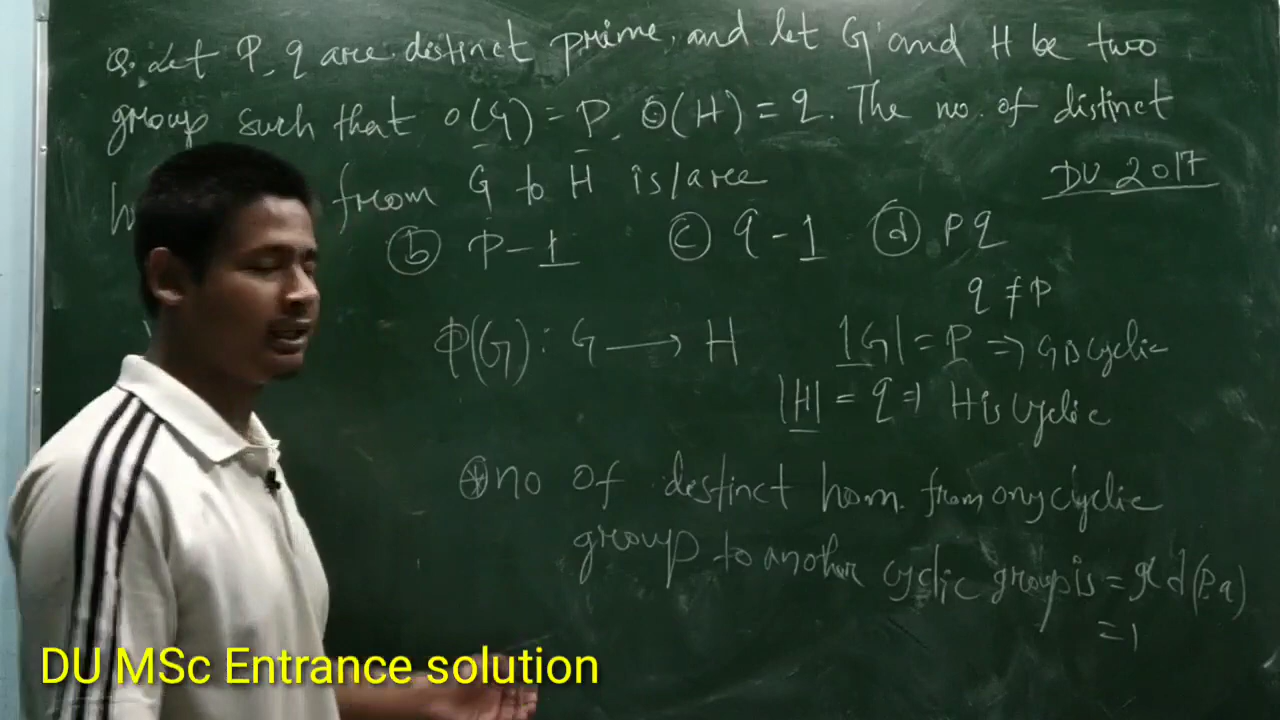 Q. Let P, q are distinct prime, and let G and H be two
group such that o(G) = P, O(H) = q. The no. of distinct
from G to H is/are
DU 2017
ⓑ P-1 ⓒ q-1 ⓓ Pq
q ≠ P
φ(G): G → H |G| = P ⇒ G is cyclic
|H| = q ⇒ H is cyclic
⊛ no of distinct hom. from any cyclic
group to another cyclic group is = gcd(P,q)
= 1
DU MSc Entrance solution